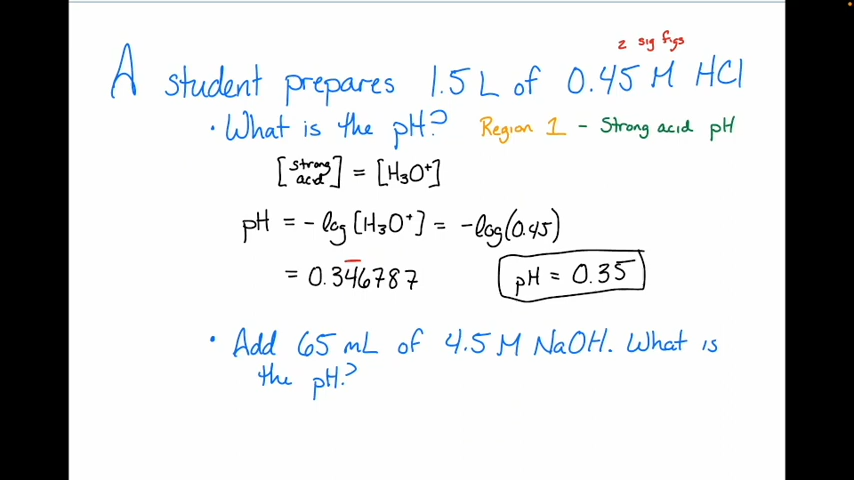 2 sig figs
A student prepares 1.5 L of 0.45 M HCl
• What is the pH? Region 1 - Strong acid pH
[strong acid] = [H₃O⁺]
pH = -log[H₃O⁺] = -log(0.45)
= 0.346787 pH = 0.35
• Add 65 mL of 4.5 M NaOH. What is
the pH?